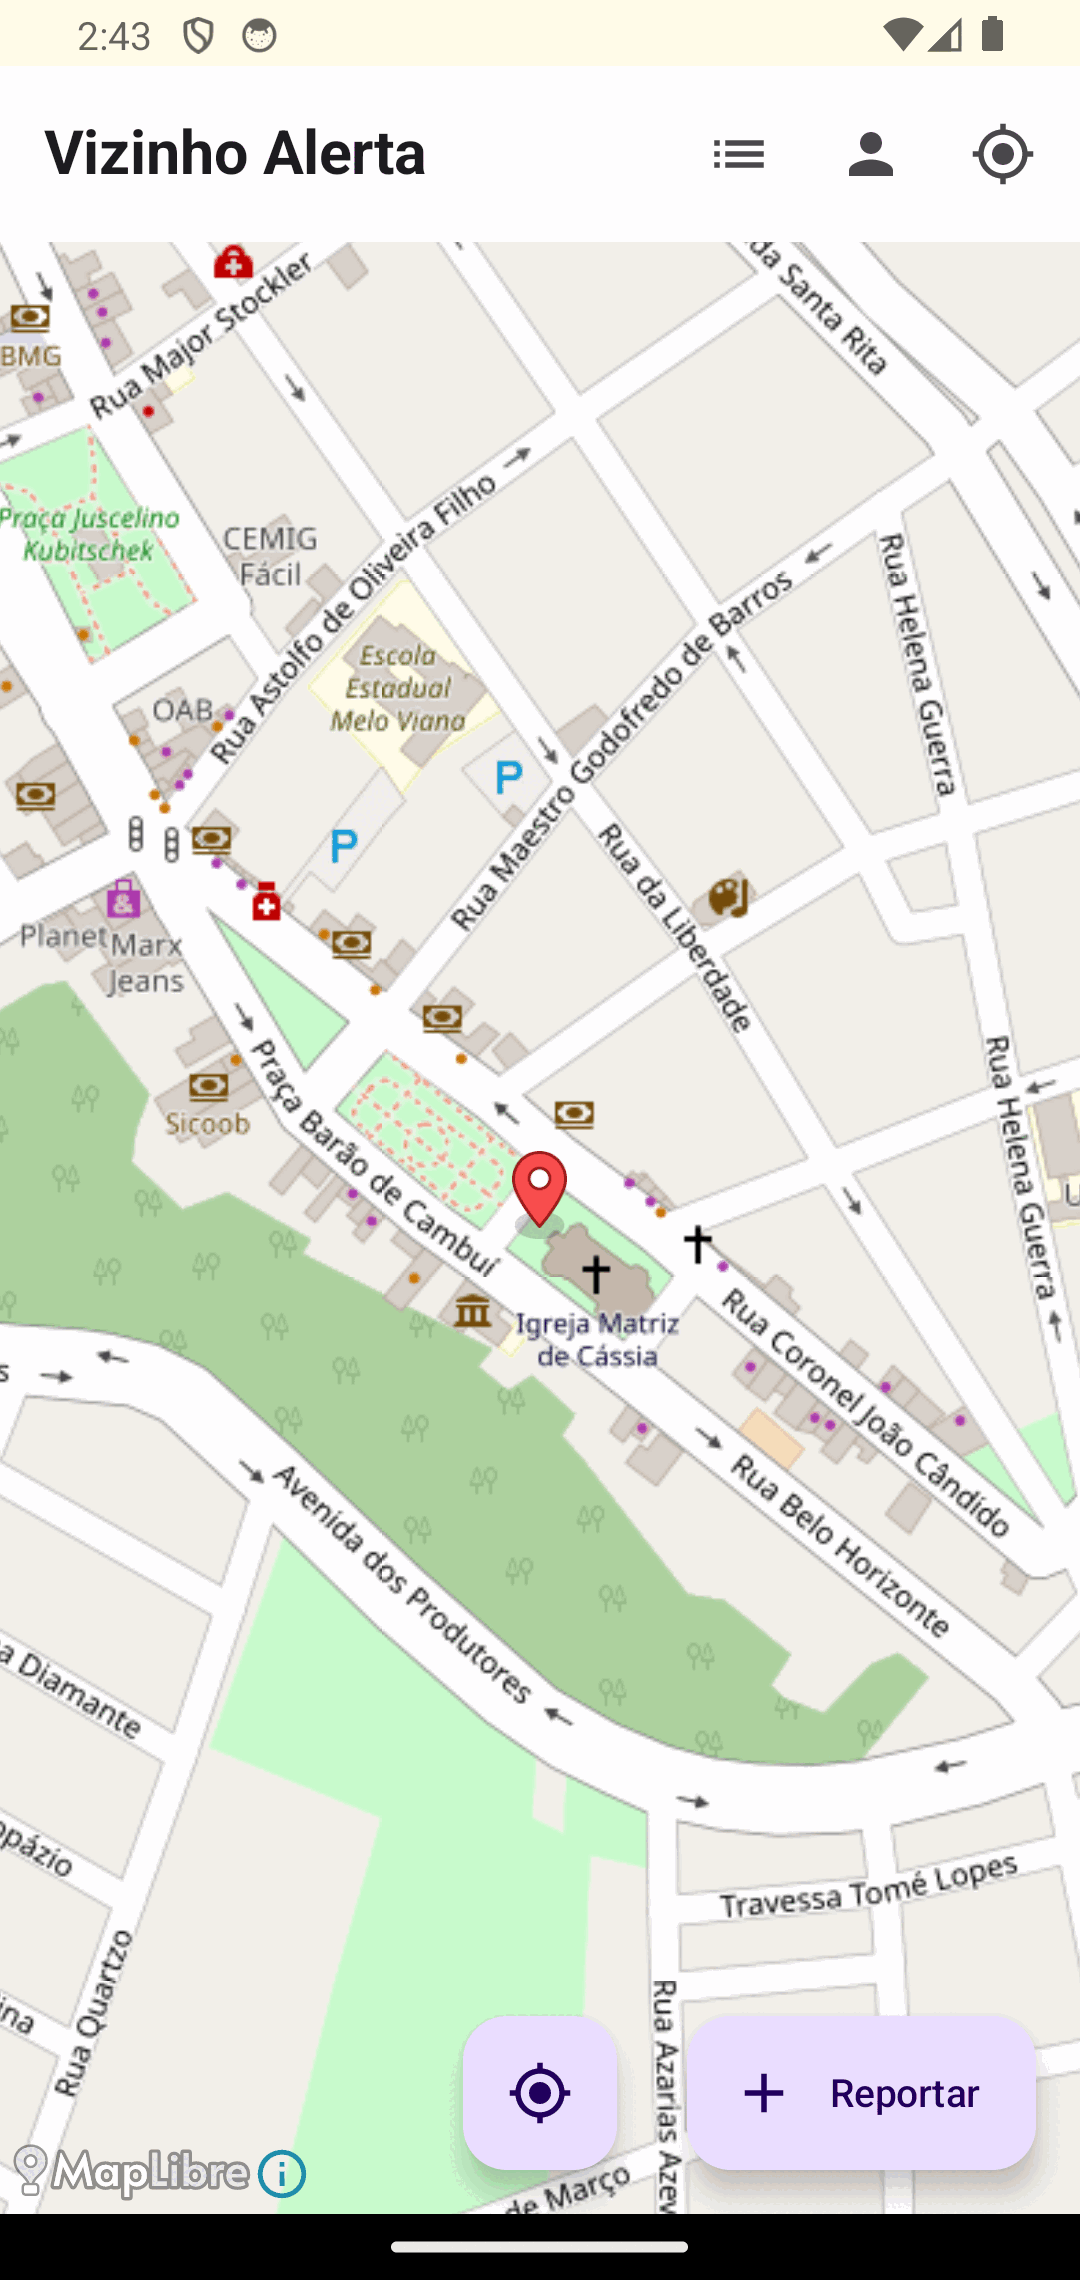 2:43
Vizinho Alerta
da Santa Rita
Rua Major Stockler
BMG
Praça Juscelino
Kubitschek
CEMIG
Fácil
Rua Astolfo de Oliveira Filho
Escola
Estadual
Melo Viana
OAB
P
P
Rua Maestro Godofredo de Barros
Rua Helena Guerra
Rua da Liberdade
Planet
Marx
Jeans
Sicoob
Praça Barão de Cambuí
Rua Helena Guerra
U
Igreja Matriz
de Cássia
Rua Coronel João Cândido
Rua Belo Horizonte
s
Avenida dos Produtores
a Diamante
opázio
ina
Rua Quartzo
Travessa Tomé Lopes
Rua Azarias Azev
de Março
Reportar
MapLibre